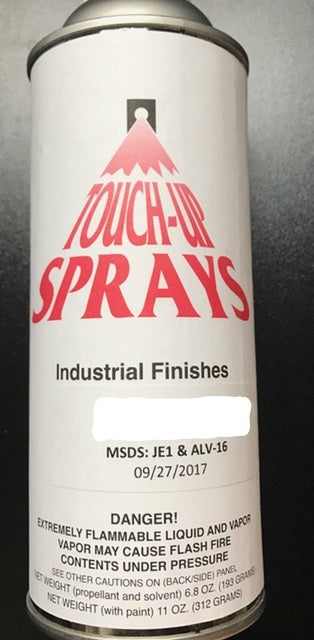 TOUCH-UP
SPRAYS
Industrial Finishes
MSDS: JE1 & ALV-16
09/27/2017
DANGER!
EXTREMELY FLAMMABLE LIQUID AND VAPOR
VAPOR MAY CAUSE FLASH FIRE
CONTENTS UNDER PRESSURE
SEE OTHER CAUTIONS ON (BACK/SIDE) PANEL
NET WEIGHT (propellant and solvent) 6.8 OZ. (193 GRAMS)
NET WEIGHT (with paint) 11 OZ. (312 GRAMS)